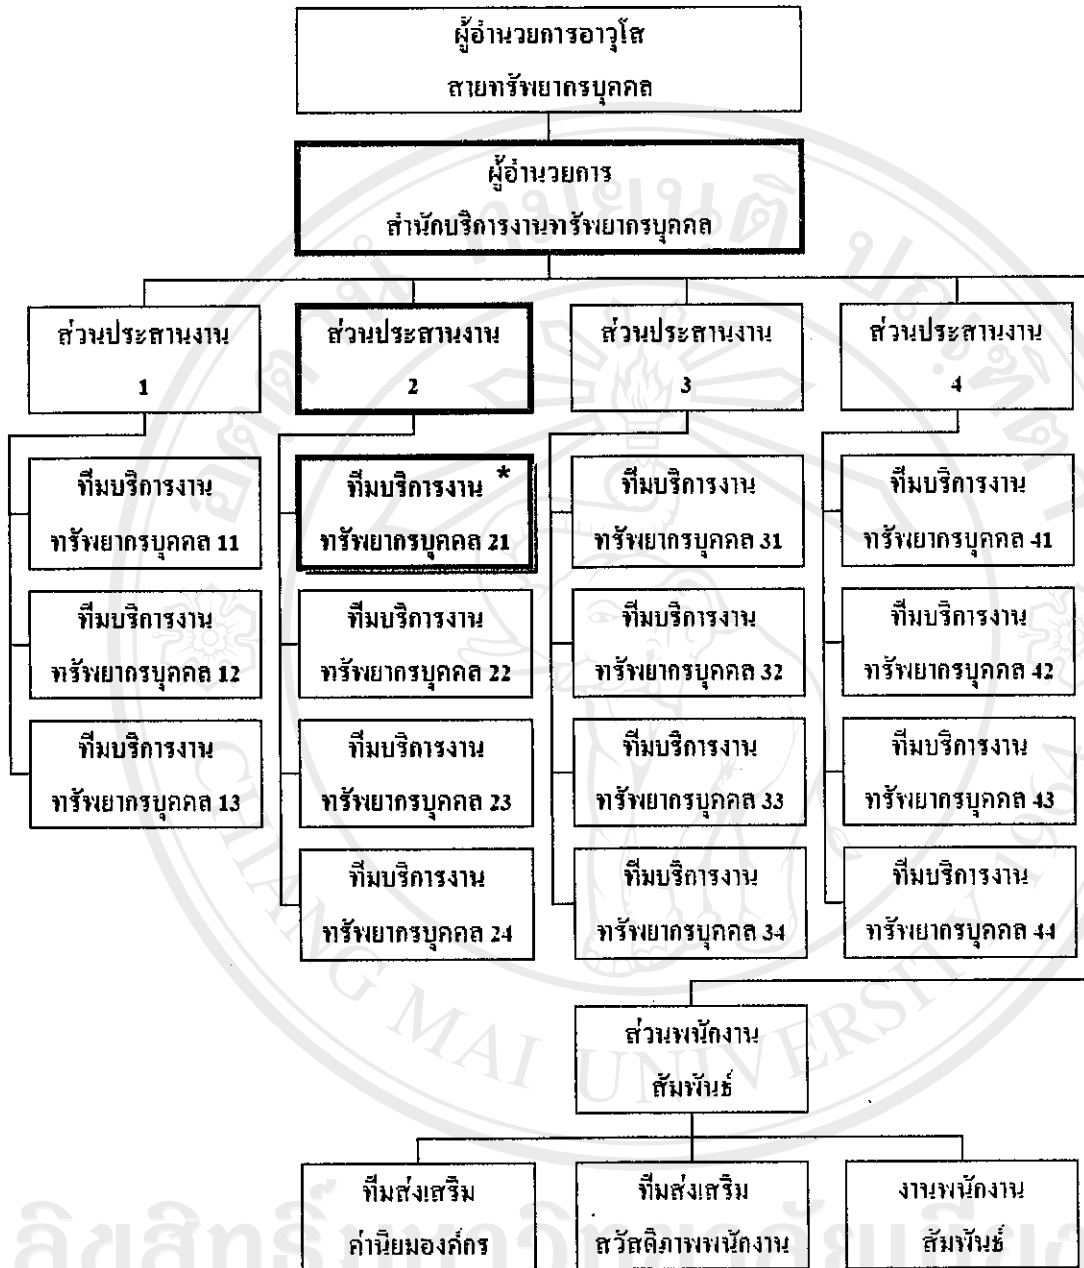 ผู้อำนวยการอาวุโส
สายทรัพยากรบุคคล
ผู้อำนวยการ
สำนักบริการงานทรัพยากรบุคคล
ส่วนประสานงาน
1
ส่วนประสานงาน
2
ส่วนประสานงาน
3
ส่วนประสานงาน
4
ทีมบริการงาน
ทรัพยากรบุคคล 11
ทีมบริการงาน *
ทรัพยากรบุคคล 21
ทีมบริการงาน
ทรัพยากรบุคคล 31
ทีมบริการงาน
ทรัพยากรบุคคล 41
ทีมบริการงาน
ทรัพยากรบุคคล 12
ทีมบริการงาน
ทรัพยากรบุคคล 22
ทีมบริการงาน
ทรัพยากรบุคคล 32
ทีมบริการงาน
ทรัพยากรบุคคล 42
ทีมบริการงาน
ทรัพยากรบุคคล 13
ทีมบริการงาน
ทรัพยากรบุคคล 23
ทีมบริการงาน
ทรัพยากรบุคคล 33
ทีมบริการงาน
ทรัพยากรบุคคล 43
ทีมบริการงาน
ทรัพยากรบุคคล 24
ทีมบริการงาน
ทรัพยากรบุคคล 34
ทีมบริการงาน
ทรัพยากรบุคคล 44
ส่วนพนักงาน
สัมพันธ์
ทีมส่งเสริม
ค่านิยมองค์กร
ทีมส่งเสริม
สวัสดิภาพพนักงาน
งานพนักงาน
สัมพันธ์
CHIANG MAI UNIVERSITY 1964